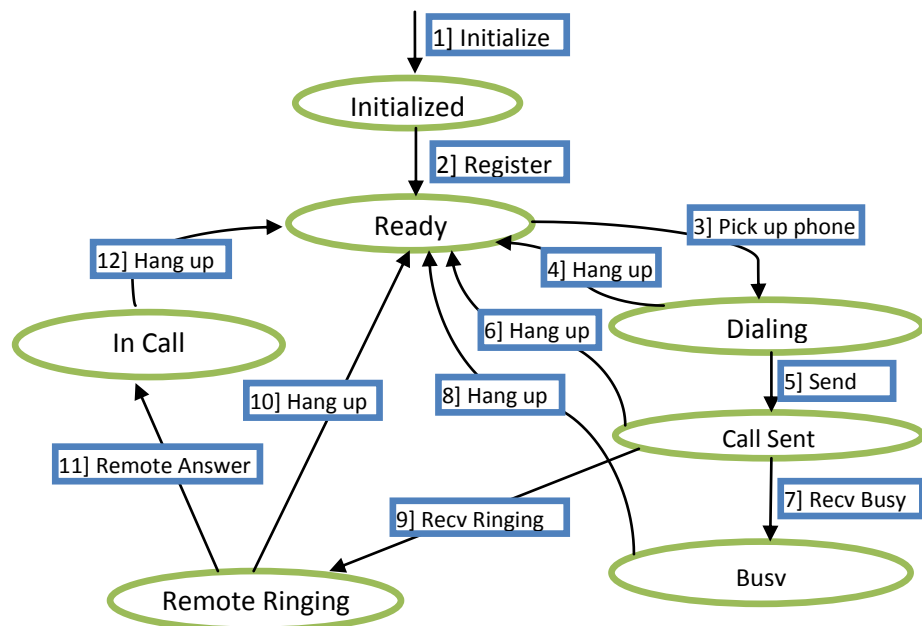 1] Initialize
Initialized
2] Register
Ready
3] Pick up phone
12] Hang up
4] Hang up
6] Hang up
Dialing
In Call
5] Send
10] Hang up
8] Hang up
Call Sent
11] Remote Answer
7] Recv Busy
9] Recv Ringing
Busv
Remote Ringing